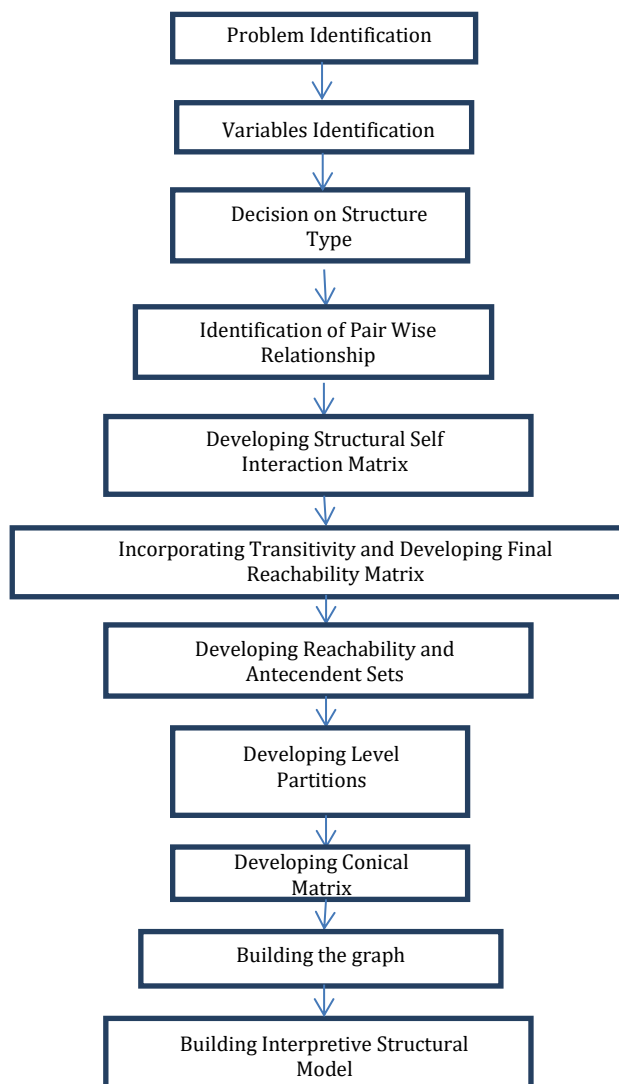 Problem Identification
Variables Identification
Decision on Structure
Type
Identification of Pair Wise
Relationship
Developing Structural Self
Interaction Matrix
Incorporating Transitivity and Developing Final
Reachability Matrix
Developing Reachability and
Antecendent Sets
Developing Level
Partitions
Developing Conical
Matrix
Building the graph
Building Interpretive Structural
Model